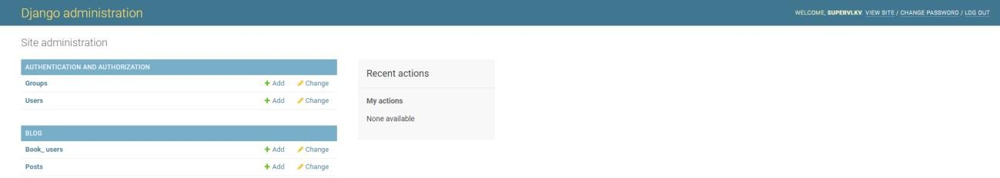 Django administration
WELCOME, SUPERVLKV. VIEW SITE / CHANGE PASSWORD / LOG OUT
Site administration
AUTHENTICATION AND AUTHORIZATION
Groups Add Change
Users Add Change
BLOG
Book_ users Add Change
Posts Add Change
Recent actions
My actions
None available